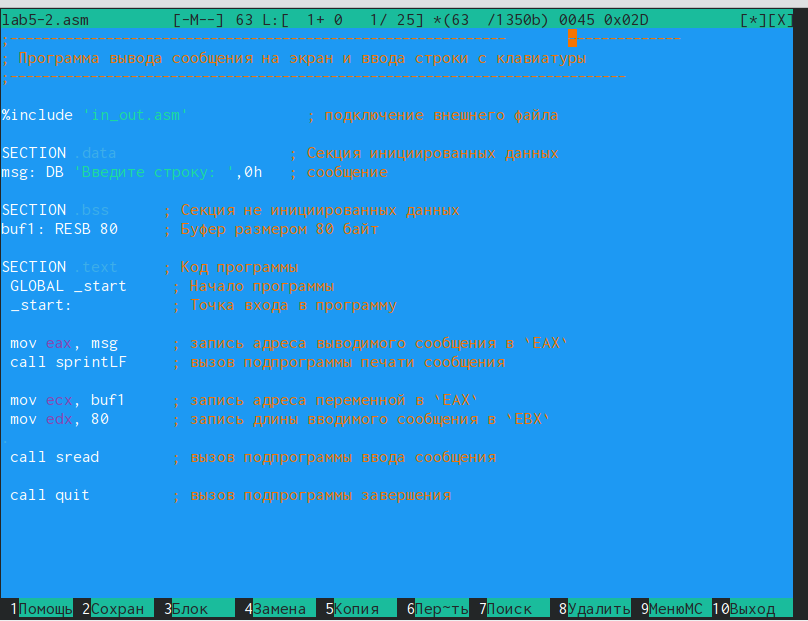 lab5-2.asm [-M--] 63 L:[ 1+ 0 1/ 25] *(63 /1350b) 0045 0x02D [*][X]
;------------------------------------------------------- -------------
; Программа вывода сообщения на экран и ввода строки с клавиатуры
;--------------------------------------------------------------------
%include 'in_out.asm' ; подключение внешнего файла
SECTION .data ; Секция инициированных данных
msg: DB 'Введите строку: ',0h ; сообщение
SECTION .bss ; Секция не инициированных данных
buf1: RESB 80 ; Буфер размером 80 байт
SECTION .text ; Код программы
GLOBAL _start ; Начало программы
_start: ; Точка входа в программу
mov eax, msg ; запись адреса выводимого сообщения в `EAX`
call sprintLF ; вызов подпрограммы печати сообщения
mov ecx, buf1 ; запись адреса переменной в `EAX`
mov edx, 80 ; запись длины вводимого сообщения в `EBX`
call sread ; вызов подпрограммы ввода сообщения
call quit ; вызов подпрограммы завершения
1Помощь 2Сохран 3Блок 4Замена 5Копия 6Пер~ть 7Поиск 8Удалить 9МенюMC 10Выход